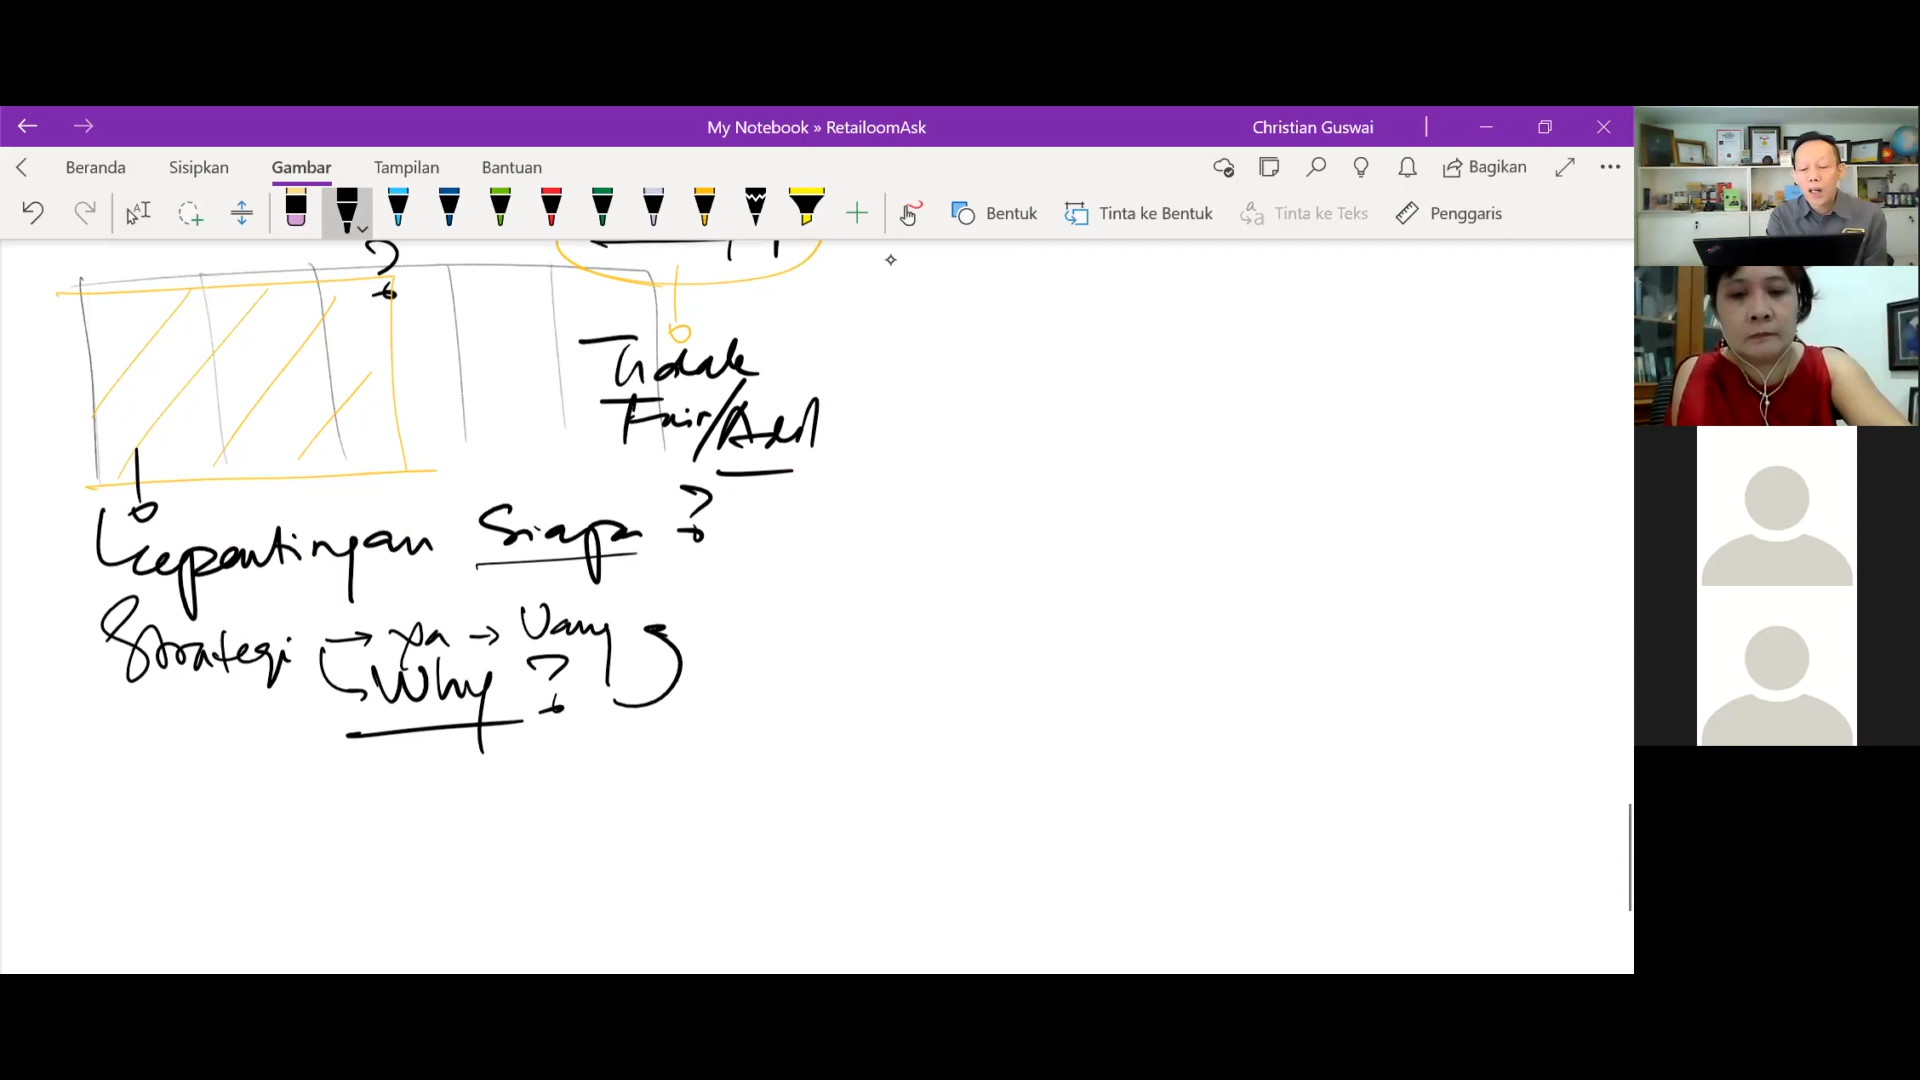 My Notebook » RetailoomAsk
Christian Guswai
Beranda Sisipkan Gambar Tampilan Bantuan
Bagikan
Bentuk Tinta ke Bentuk Tinta ke Teks Penggaris
?
Tidak
Fair/Adil
Kepentingan Siapa ?
Strategi → ya → Uang
Why ?